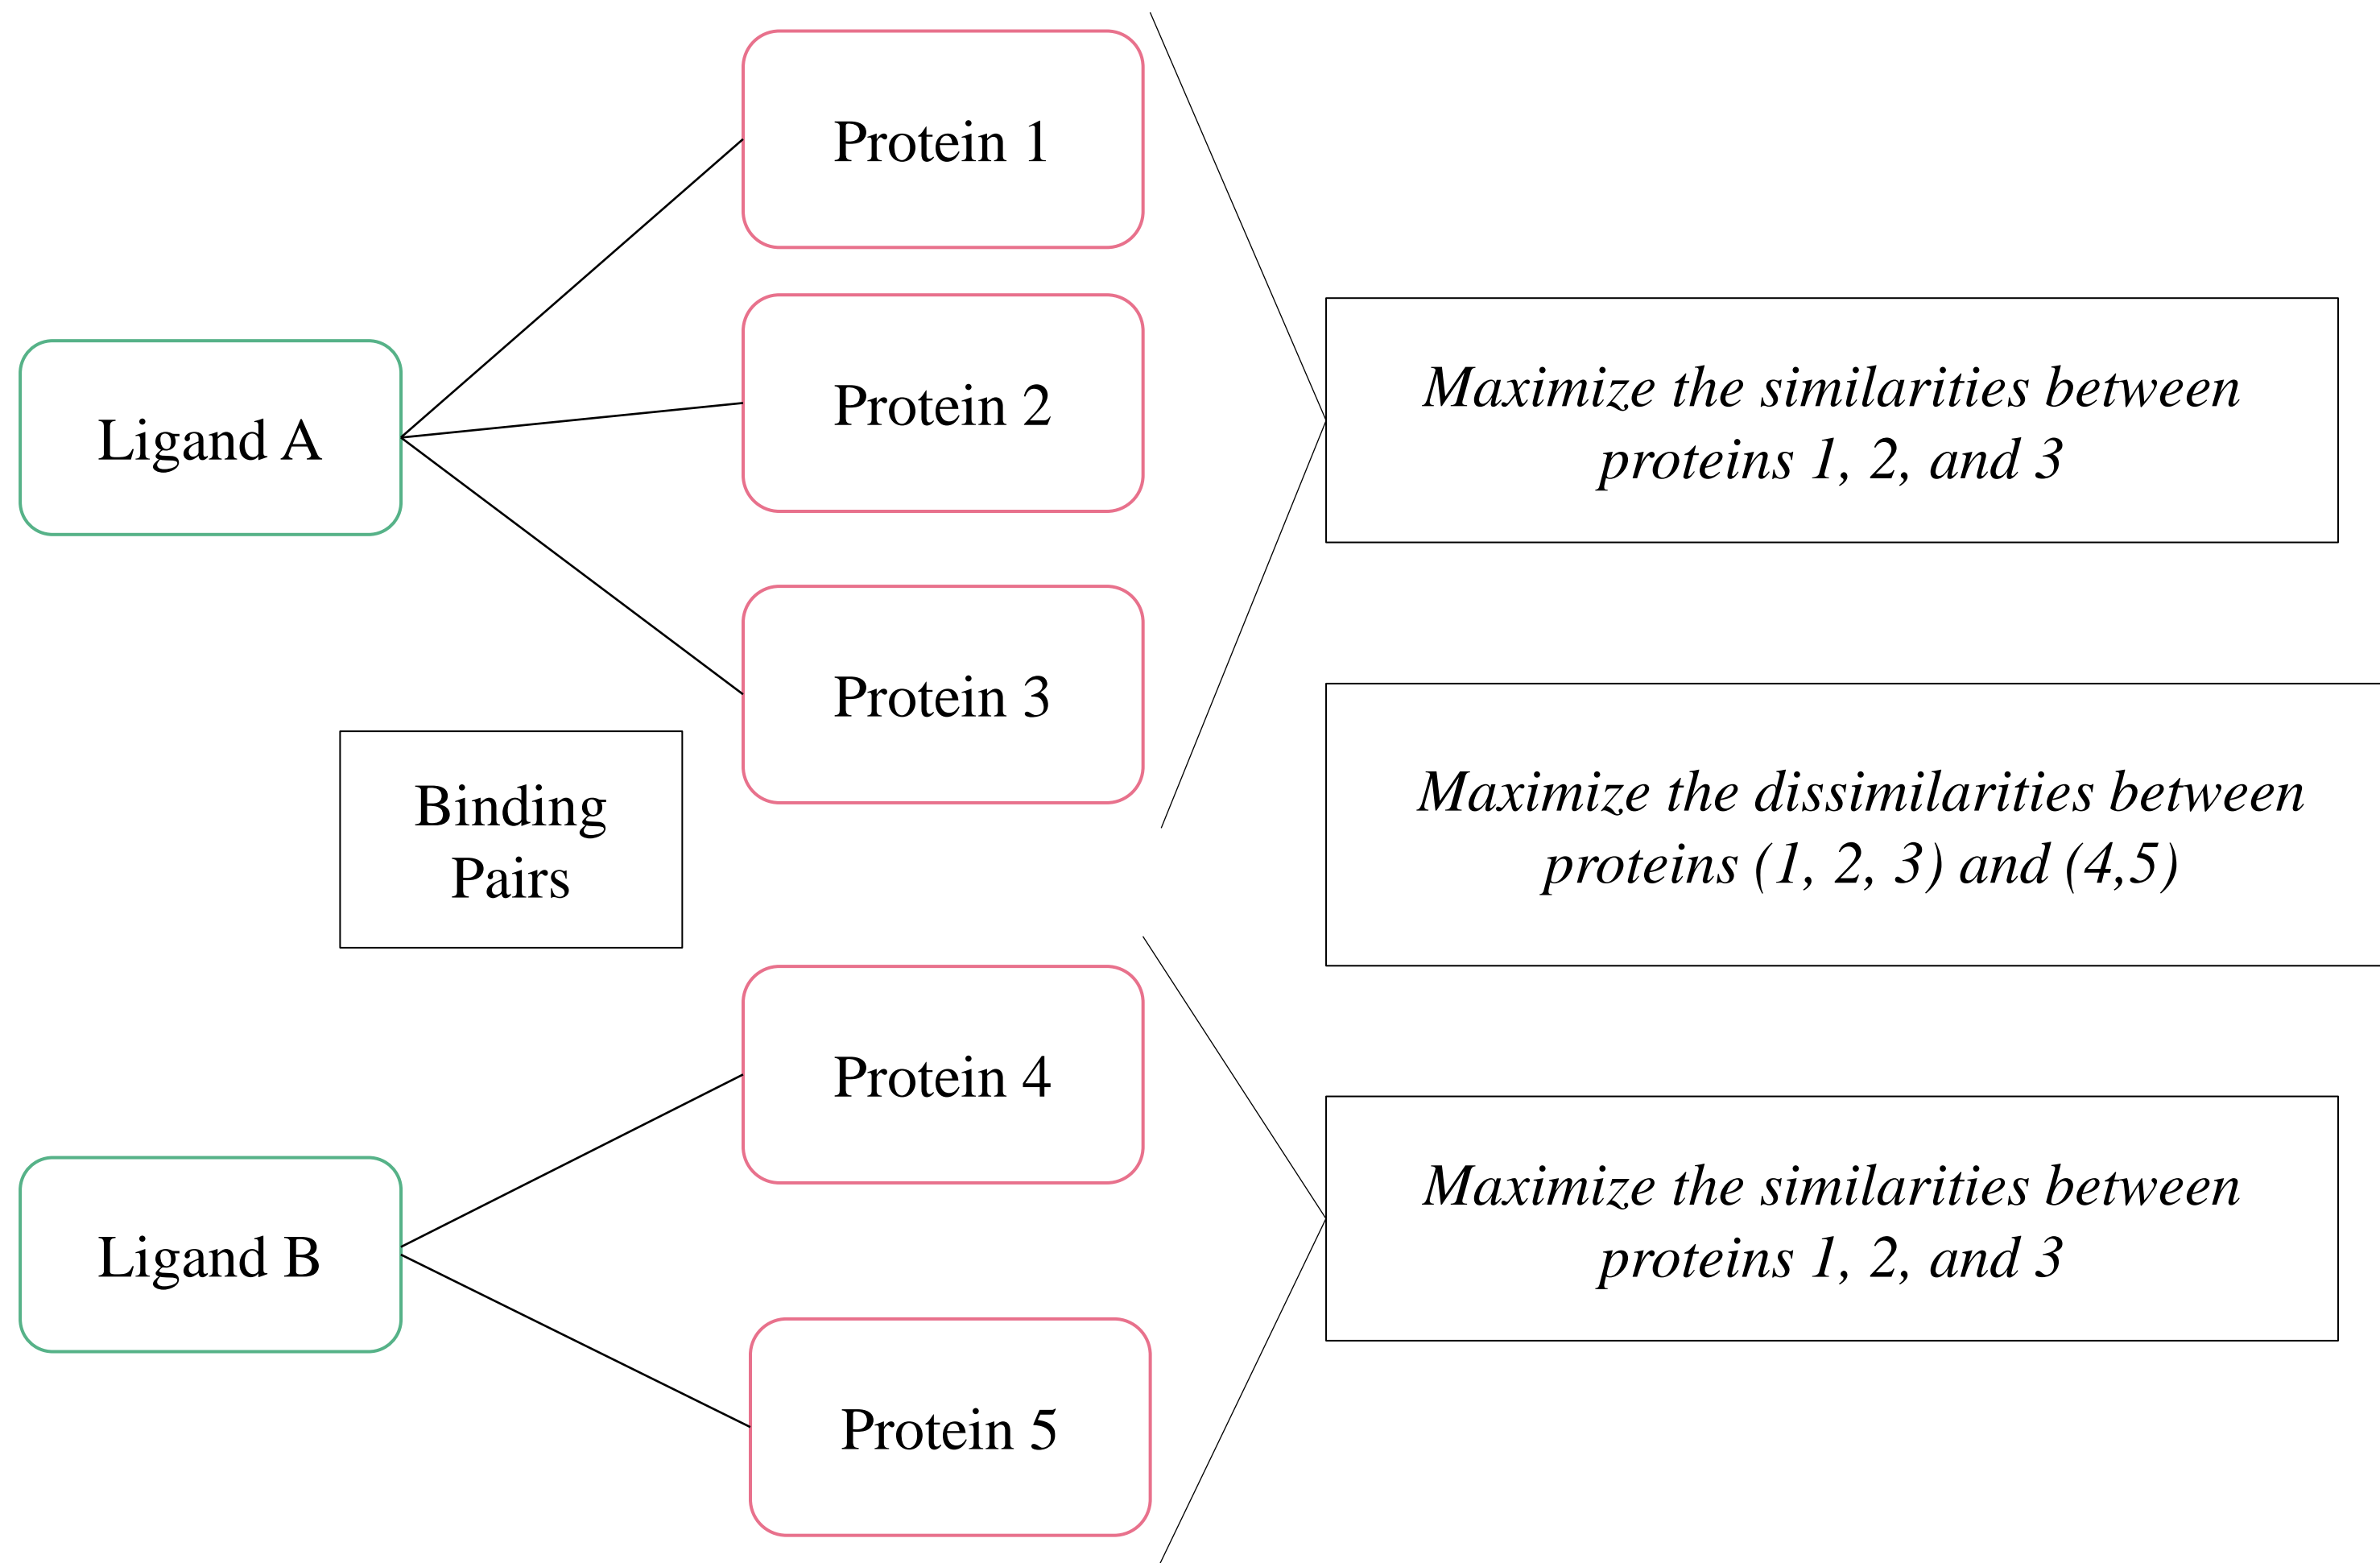 Protein 1
Protein 2
Ligand A
Protein 3
Maximize the similarities between
proteins 1, 2, and 3
Binding
Pairs
Maximize the dissimilarities between
proteins (1, 2, 3) and (4,5)
Protein 4
Ligand B
Protein 5
Maximize the similarities between
proteins 1, 2, and 3